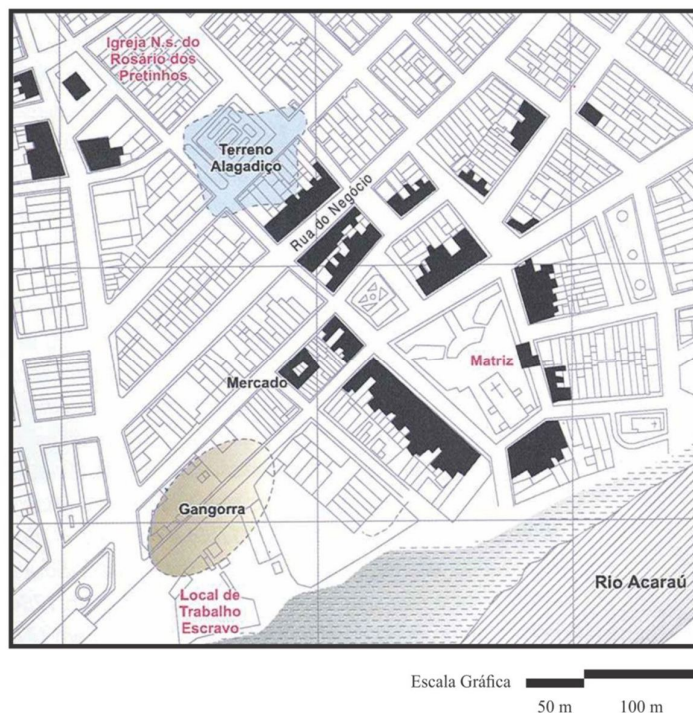 Igreja N.s. do
Rosário dos
Pretinhos
Terreno
Alagadiço
Rua do Negócio
Matriz
Mercado
Gangorra
Local de
Trabalho
Escravo
Rio Acaraú
Escala Gráfica
50 m
100 m